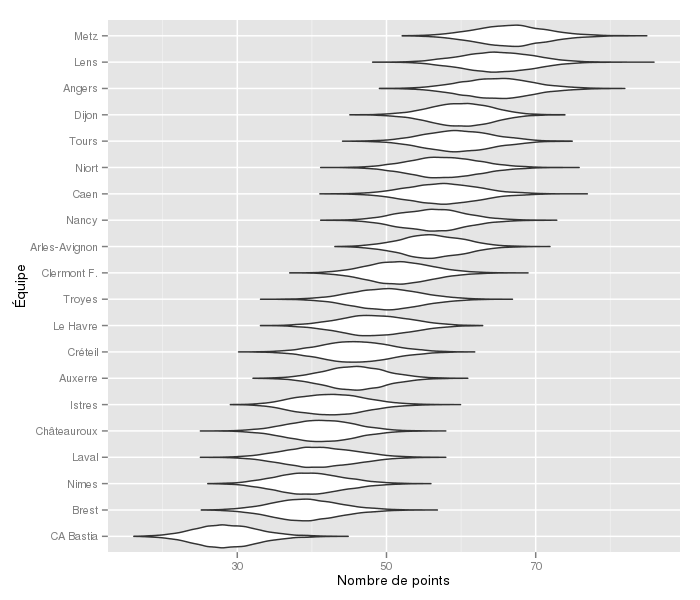 Metz
Lens
Angers
Dijon
Tours
Niort
Caen
Nancy
Arles-Avignon
Clermont F.
Troyes
Le Havre
Créteil
Auxerre
Istres
Châteauroux
Laval
Nimes
Brest
CA Bastia
Équipe
30 50 70
Nombre de points